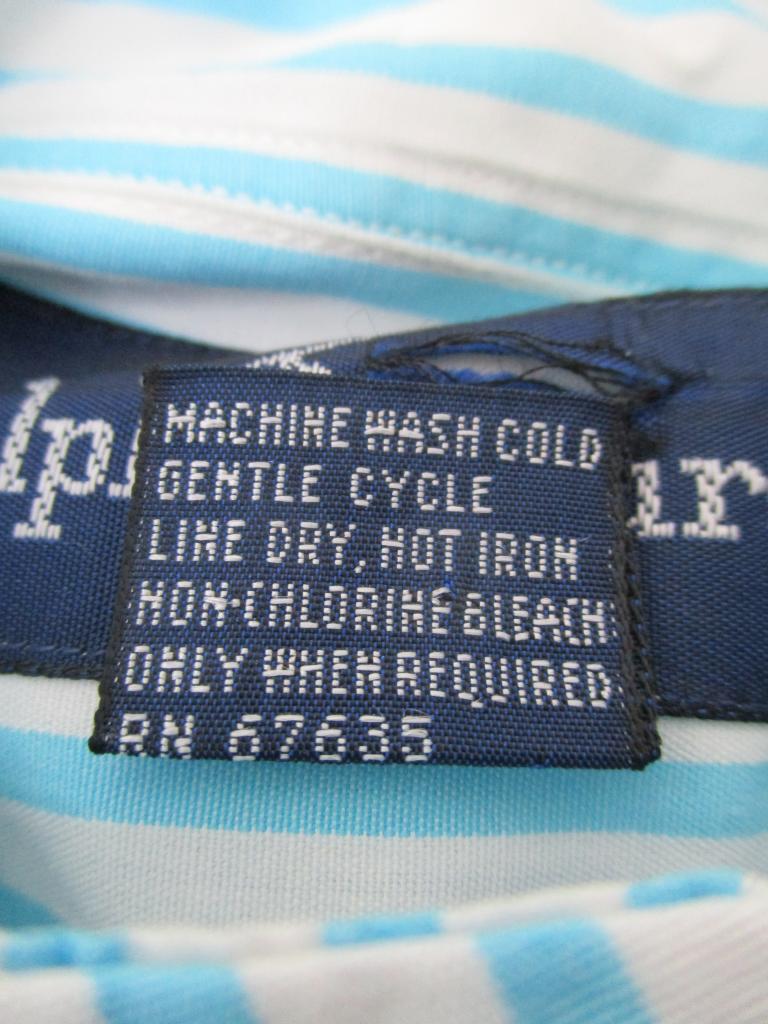 MACHINE WASH COLD
GENTLE CYCLE
LINE DRY, HOT IRON
NON-CHLORINE BLEACH
ONLY WHEN REQUIRED
RN 67635